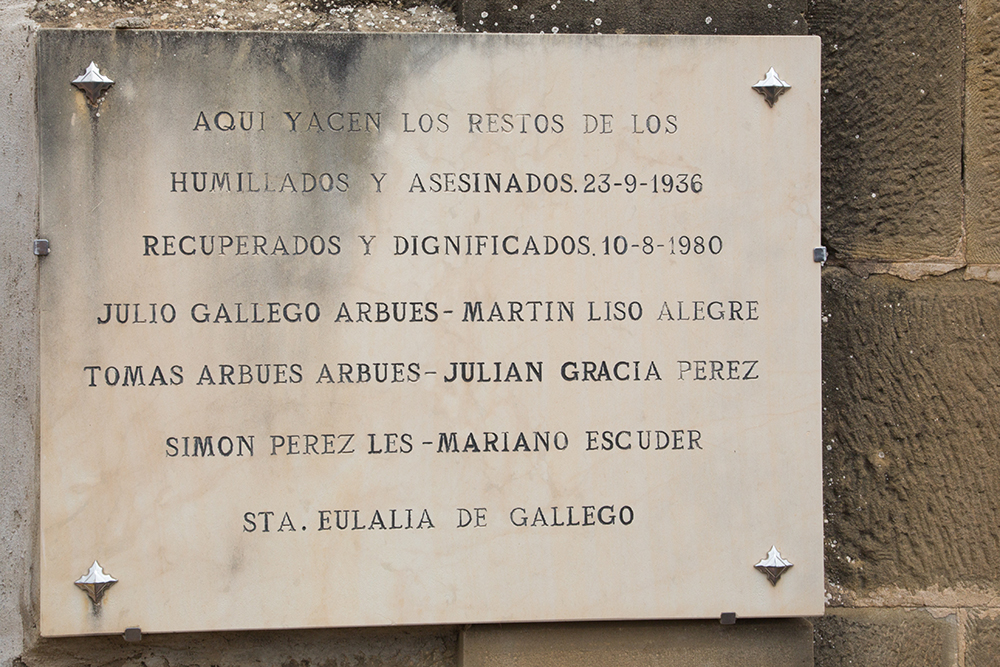 AQUI YACEN LOS RESTOS DE LOS
HUMILLADOS Y ASESINADOS. 23-9-1936
RECUPERADOS Y DIGNIFICADOS. 10-8-1980
JULIO GALLEGO ARBUES - MARTIN LISO ALEGRE
TOMAS ARBUES ARBUES - JULIAN GRACIA PEREZ
SIMON PEREZ LES - MARIANO ESCUDER
STA. EULALIA DE GALLEGO